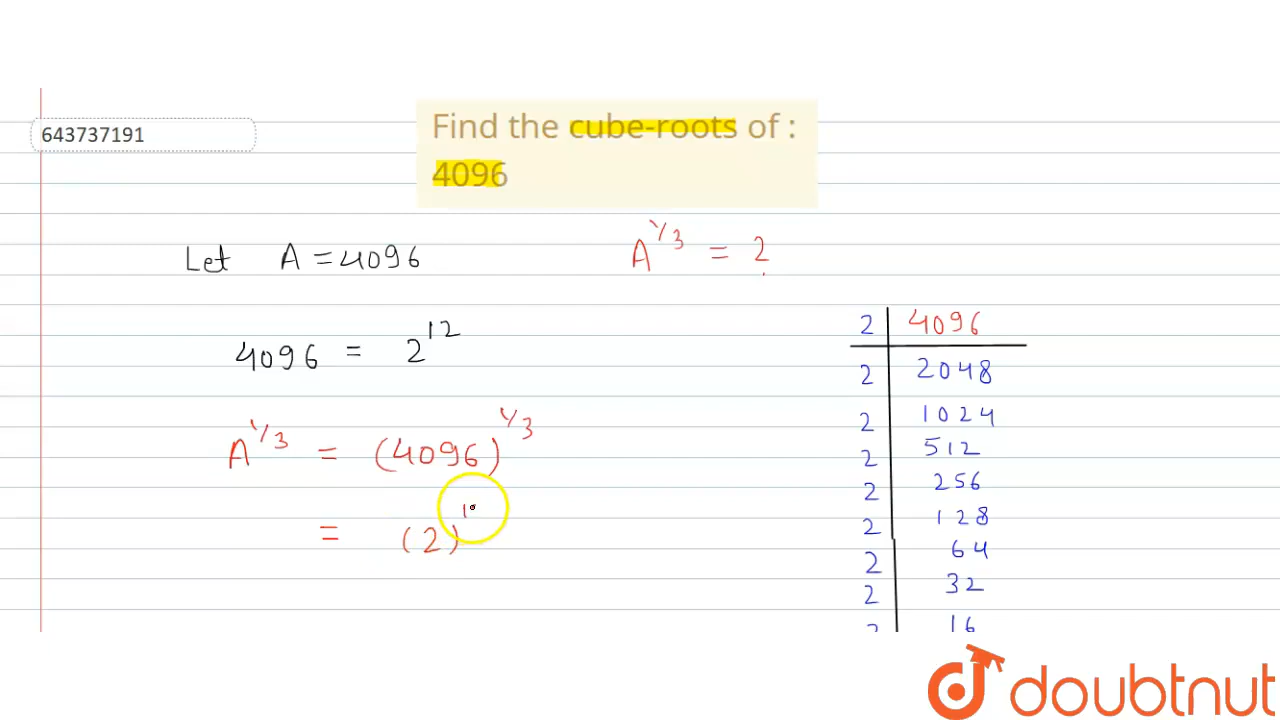 643737191
Find the cube-roots of :
4096
Let A = 4096
A^1/3 = ?
4096 = 2^12
A^1/3 = (4096)^1/3
= (2)^1
2 | 4096
2 | 2048
2 | 1024
2 | 512
2 | 256
2 | 128
2 | 64
2 | 32
2 | 16
doubtnut